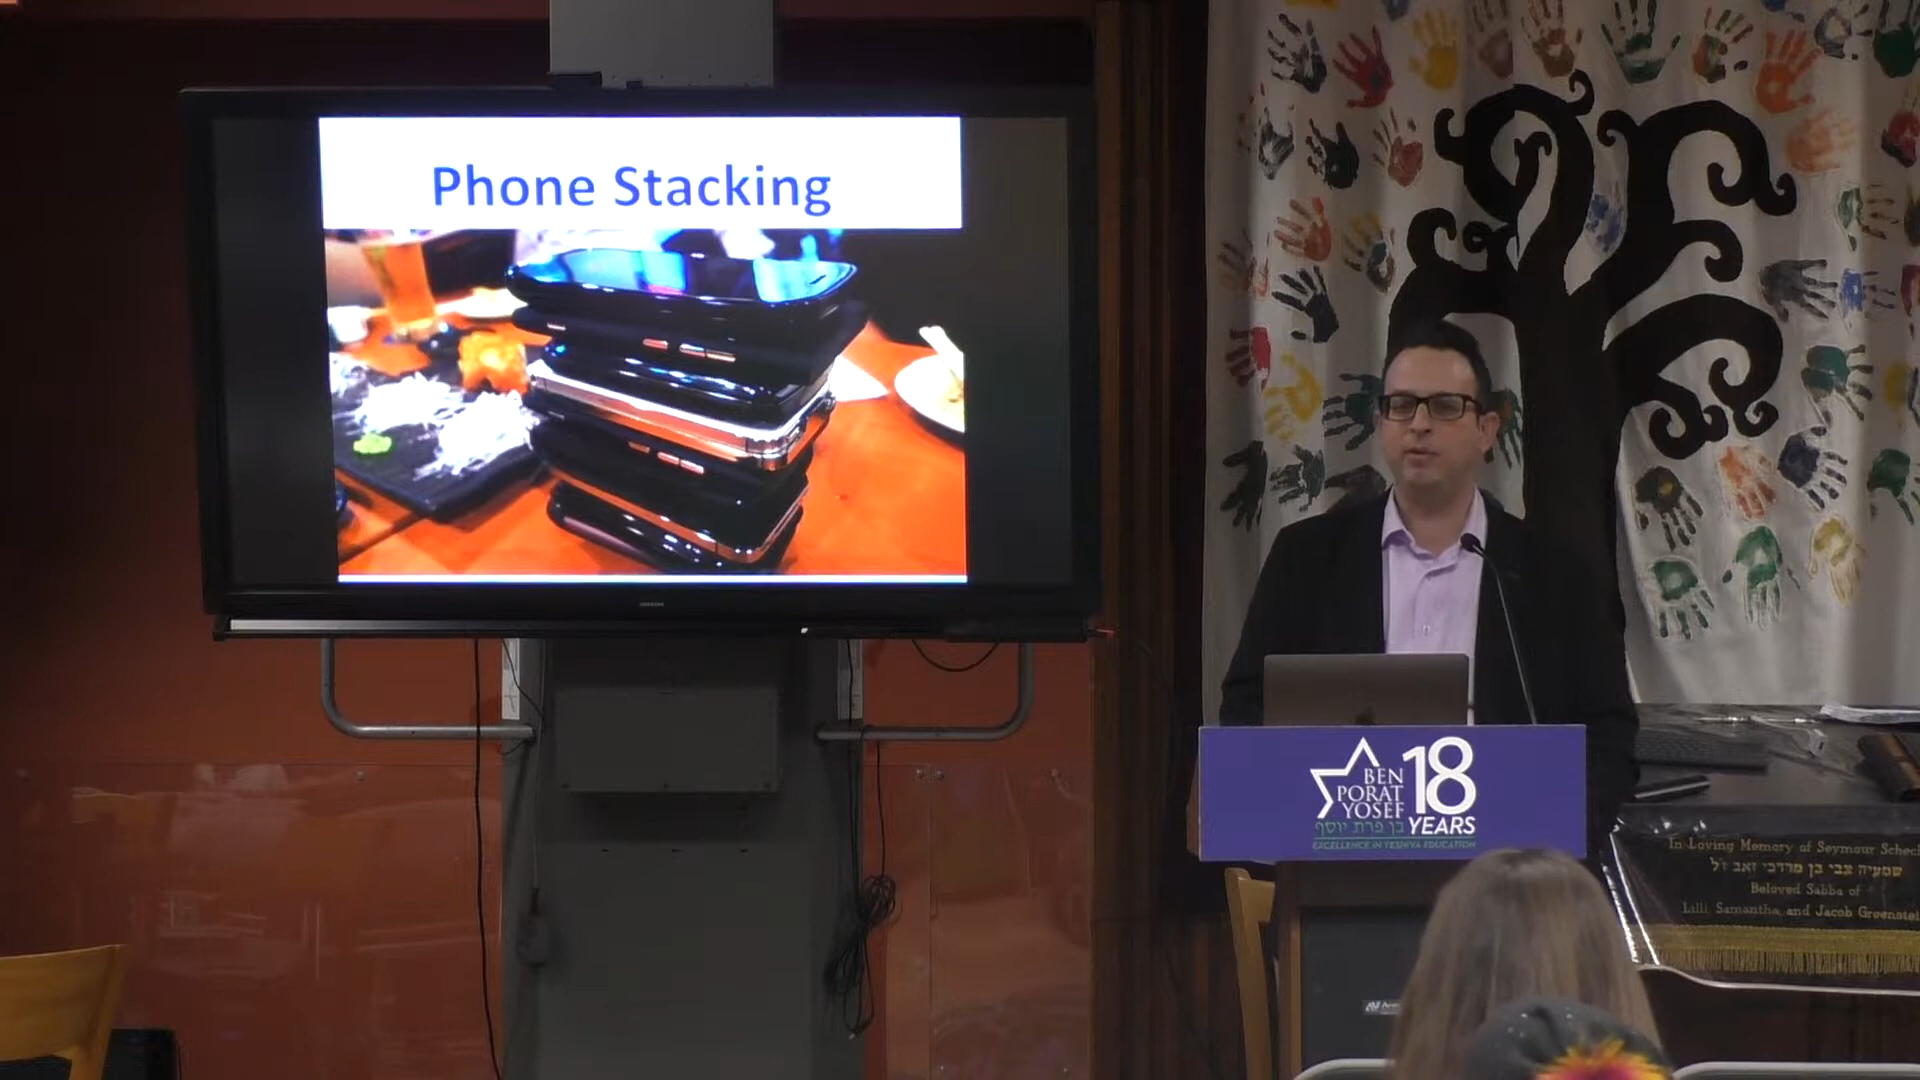 Phone Stacking
BEN
PORAT
YOSEF
18
YEARS
בן פרת יוסף
EXCELLENCE IN YESHIVA EDUCATION
In Loving Memory of Seymour
שמעיה צבי בן מרדכי זאב ז״ל
Beloved Sabba of
Lilli, Samantha, and Jacob